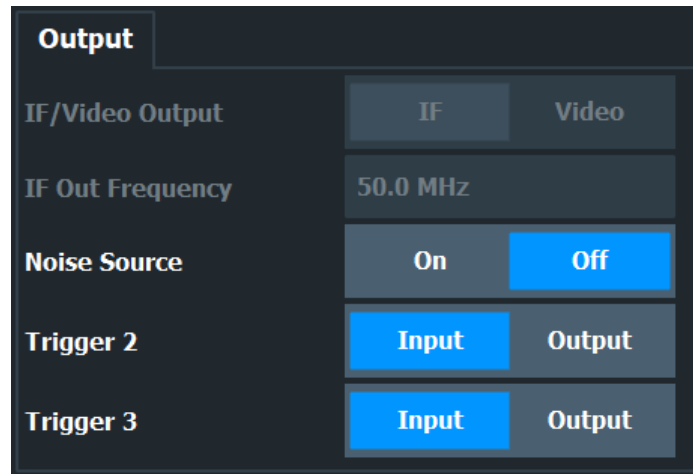 Output
IF/Video Output IF Video
IF Out Frequency 50.0 MHz
Noise Source On Off
Trigger 2 Input Output
Trigger 3 Input Output